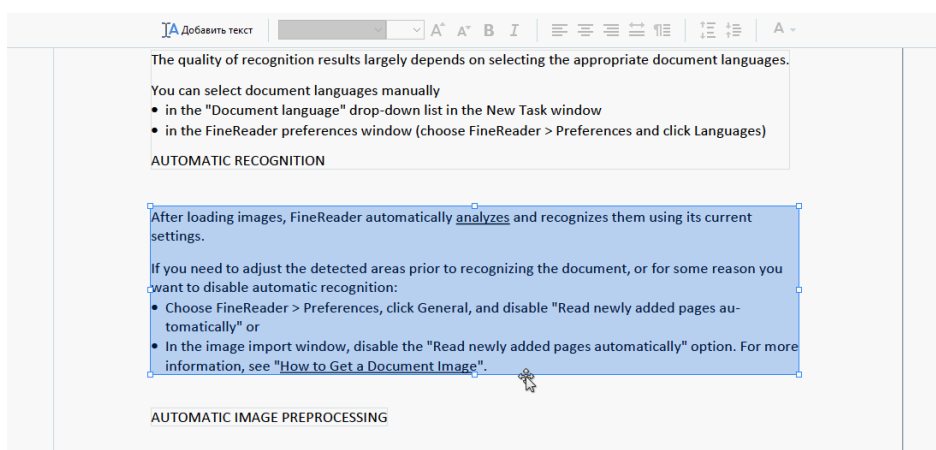 Добавить текст
The quality of recognition results largely depends on selecting the appropriate document languages.
You can select document languages manually
• in the "Document language" drop-down list in the New Task window
• in the FineReader preferences window (choose FineReader > Preferences and click Languages)
AUTOMATIC RECOGNITION
After loading images, FineReader automatically analyzes and recognizes them using its current
settings.
If you need to adjust the detected areas prior to recognizing the document, or for some reason you
want to disable automatic recognition:
• Choose FineReader > Preferences, click General, and disable "Read newly added pages au-
tomatically" or
• In the image import window, disable the "Read newly added pages automatically" option. For more
information, see "How to Get a Document Image".
AUTOMATIC IMAGE PREPROCESSING